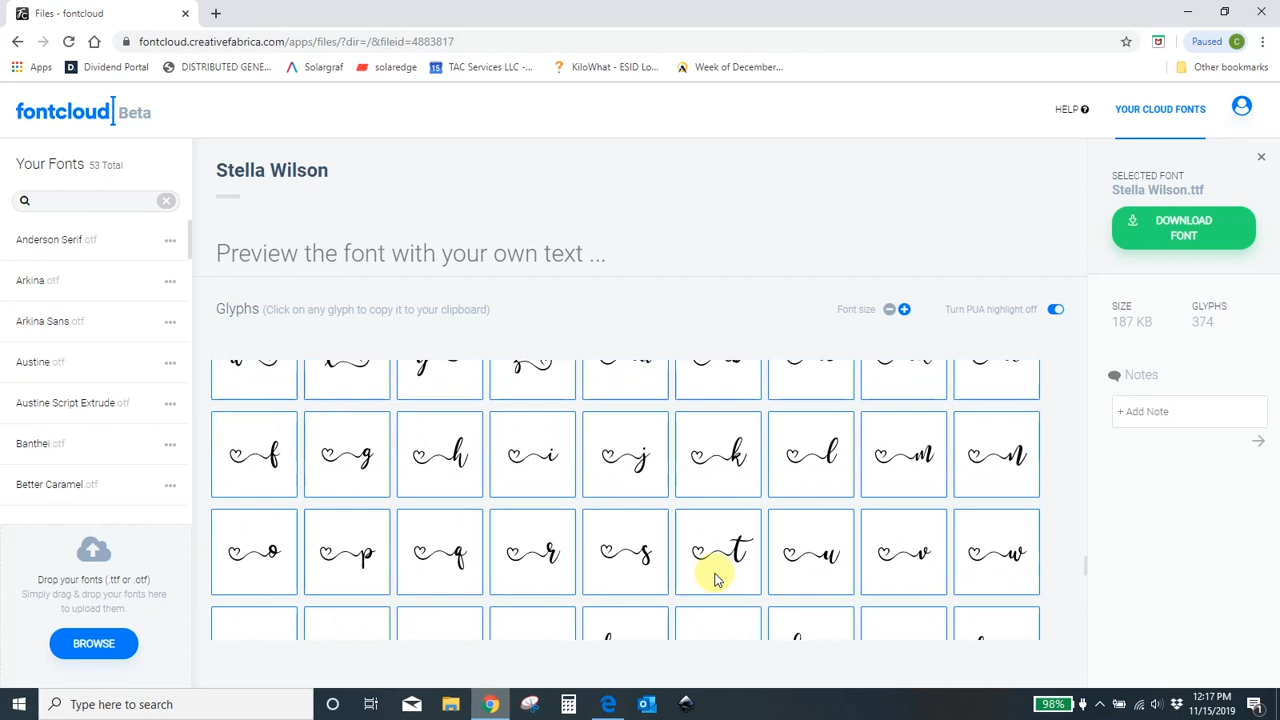 Files - fontcloud
fontcloud.creativefabrica.com/apps/files/?dir=/&fileid=4883817
Paused C
Apps Dividend Portal DISTRIBUTED GENE... Solargraf solaredge TAC Services LLC -... KiloWhat - ESID Lo... Week of December... Other bookmarks
fontcloud Beta
HELP YOUR CLOUD FONTS
Your Fonts 53 Total
Anderson Serif.otf
Arkina.otf
Arkina Sans.otf
Austine.otf
Austine Script Extrude.otf
Banthei.otf
Better Caramel.otf
Drop your fonts (.ttf or .otf)
Simply drag & drop your fonts here
to upload them.
BROWSE
Stella Wilson
Preview the font with your own text ...
Glyphs (Click on any glyph to copy it to your clipboard)
Font size
Turn PUA highlight off
f g h i j k l m n
o p q r s t u v w
SELECTED FONT
Stella Wilson.ttf
DOWNLOAD
FONT
SIZE GLYPHS
187 KB 374
Notes
+ Add Note
Type here to search
98%
12:17 PM
11/15/2019